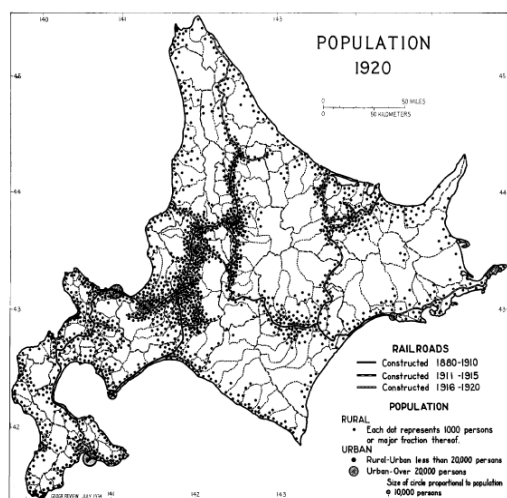 140 141 143 145
POPULATION
1920
45 45
0 50 MILES
0 50 KILOMETERS
44 44
43 43
RAILROADS
Constructed 1880-1910
Constructed 1911-1915
Constructed 1916-1920
POPULATION
RURAL
Each dot represents 1000 persons
or major fraction thereof.
URBAN
Rural-Urban less than 20,000 persons
Urban-Over 20,000 persons
Size of circle proportional to population
10,000 persons
42
141 142 143